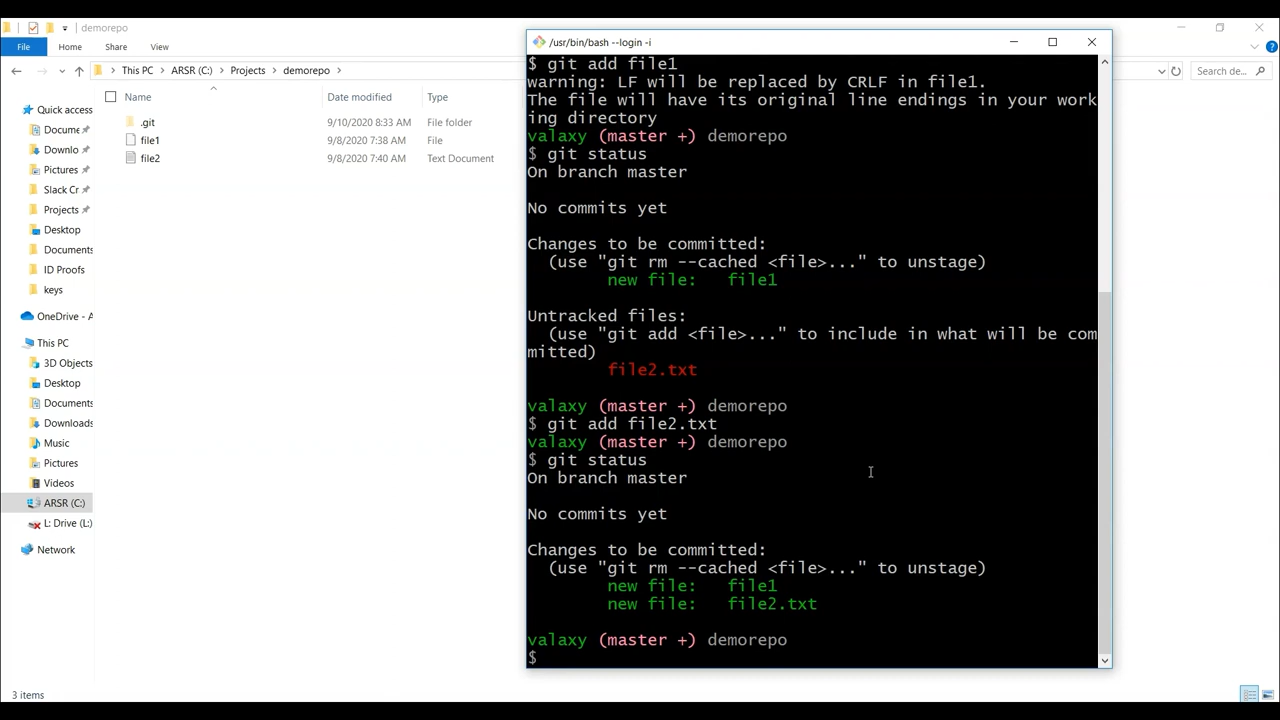 demorepo
File Home Share View
This PC > ARSR (C:) > Projects > demorepo >
Search de...
Name Date modified Type
.git 9/10/2020 8:33 AM File folder
file1 9/8/2020 7:38 AM File
file2 9/8/2020 7:40 AM Text Document
Quick access
Docume
Downlo
Pictures
Slack Cr
Projects
Desktop
Documents
ID Proofs
keys
OneDrive - A
This PC
3D Objects
Desktop
Documents
Downloads
Music
Pictures
Videos
ARSR (C:)
L: Drive (L:)
Network
3 items
/usr/bin/bash --login -i
$ git add file1
warning: LF will be replaced by CRLF in file1.
The file will have its original line endings in your work
ing directory
valaxy (master +) demorepo
$ git status
On branch master
No commits yet
Changes to be committed:
(use "git rm --cached <file>..." to unstage)
new file: file1
Untracked files:
(use "git add <file>..." to include in what will be com
mitted)
file2.txt
valaxy (master +) demorepo
$ git add file2.txt
valaxy (master +) demorepo
$ git status
On branch master
No commits yet
Changes to be committed:
(use "git rm --cached <file>..." to unstage)
new file: file1
new file: file2.txt
valaxy (master +) demorepo
$